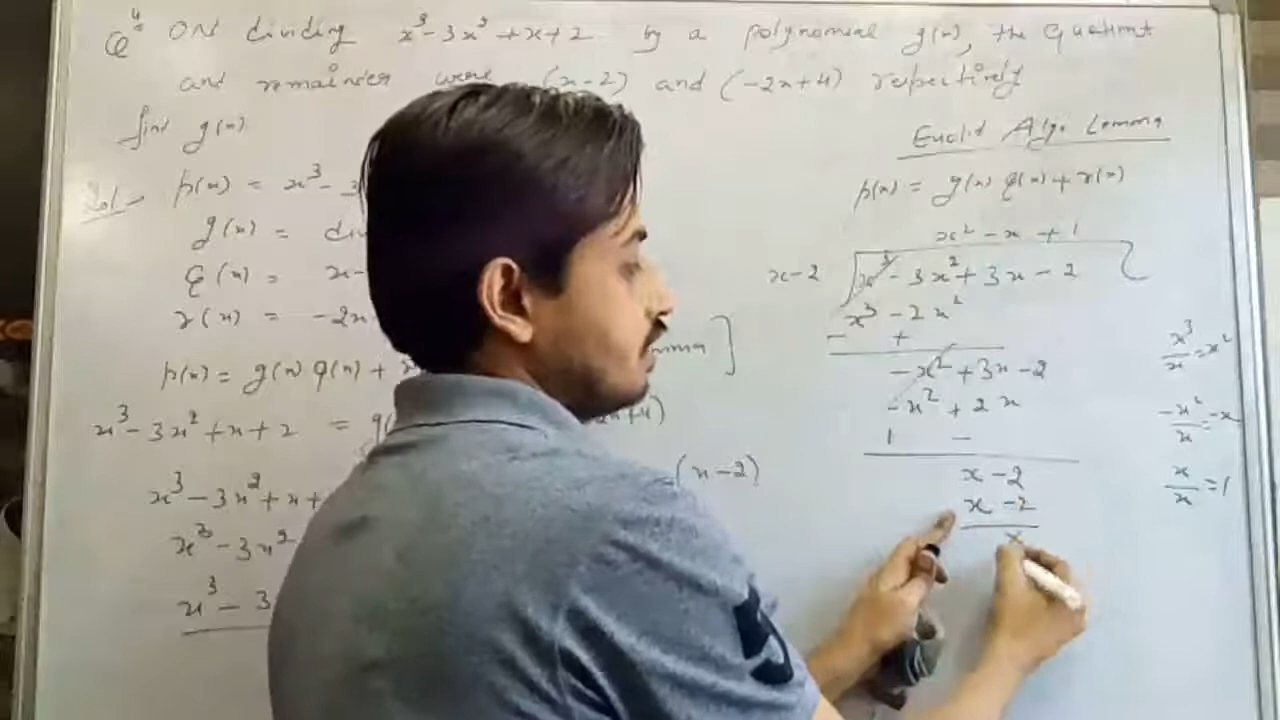 Q4 ON dividing x³-3x²+x+2 by a polynomial g(x), the Quotient
and remainder were (x-2) and (-2x+4) respectively
find g(x)
Sol.- p(x) = x³-3
g(x) = div
Q(x) = x-
r(x) = -2x
p(x) = g(x) Q(x) +
x³-3x²+x+2 = g(
x³-3x²+x+
x³-3x²
x³-3
]
x+4)
(x-2)
Euclid Algo Lemma
p(x) = g(x) Q(x) + r(x)
x² - x + 1
x-2 x³-3x²+3x-2
x³-2x²
- +
-x²+3x-2
-x²+2x
-
x-2
x-2
x
x³/x = x²
-x²/x = -x
x/x = 1